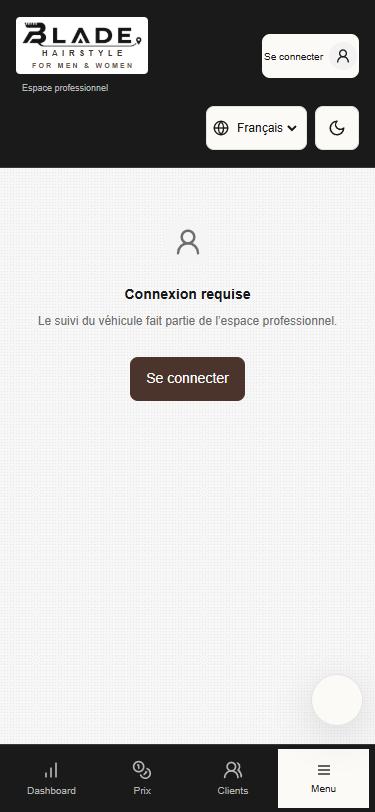 BLADE
HAIRSTYLE
FOR MEN & WOMEN
Se connecter
Espace professionnel
Français
Connexion requise
Le suivi du véhicule fait partie de l'espace professionnel.
Se connecter
Dashboard
Prix
Clients
Menu